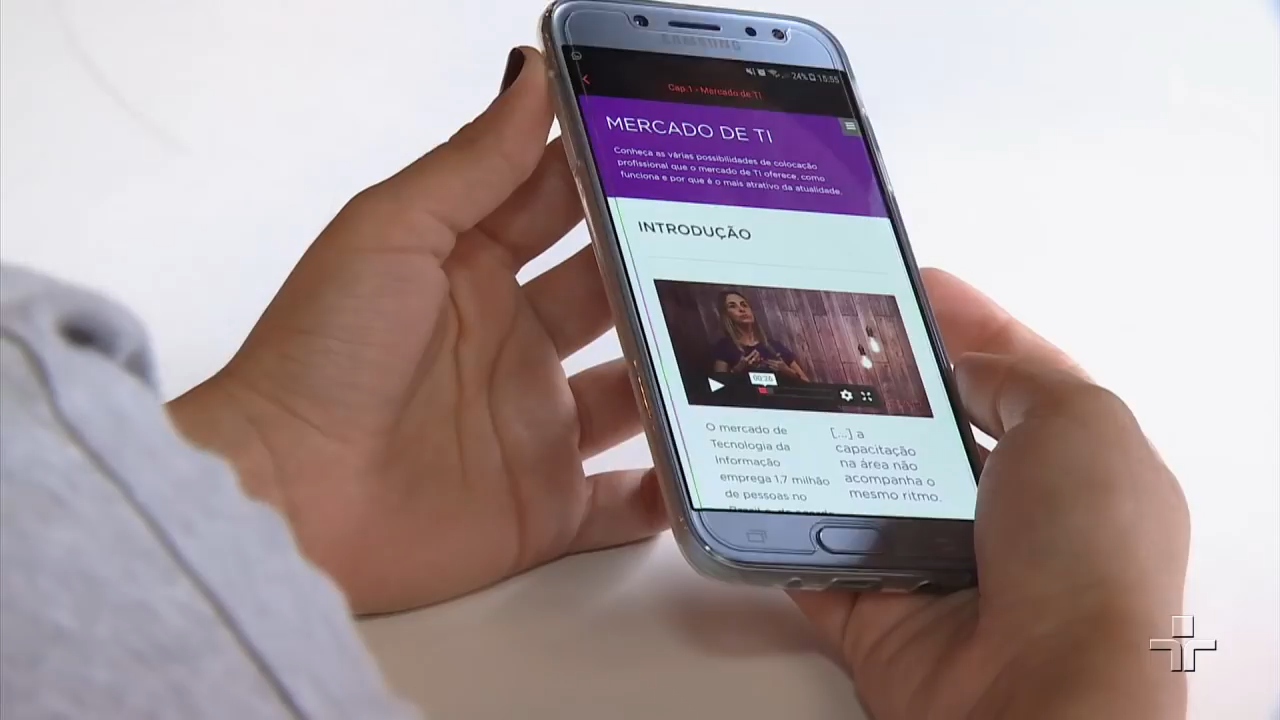 SAMSUNG
24% 15:55
Cap.1 - Mercado de TI
MERCADO DE TI
Conheça as várias possibilidades de colocação
profissional que o mercado de TI oferece, como
funciona e por que é o mais atrativo da atualidade.
INTRODUÇÃO
00:26
O mercado de
Tecnologia da
Informação
emprega 1,7 milhão
de pessoas no
[...] a
capacitação
na área não
acompanha o
mesmo ritmo.